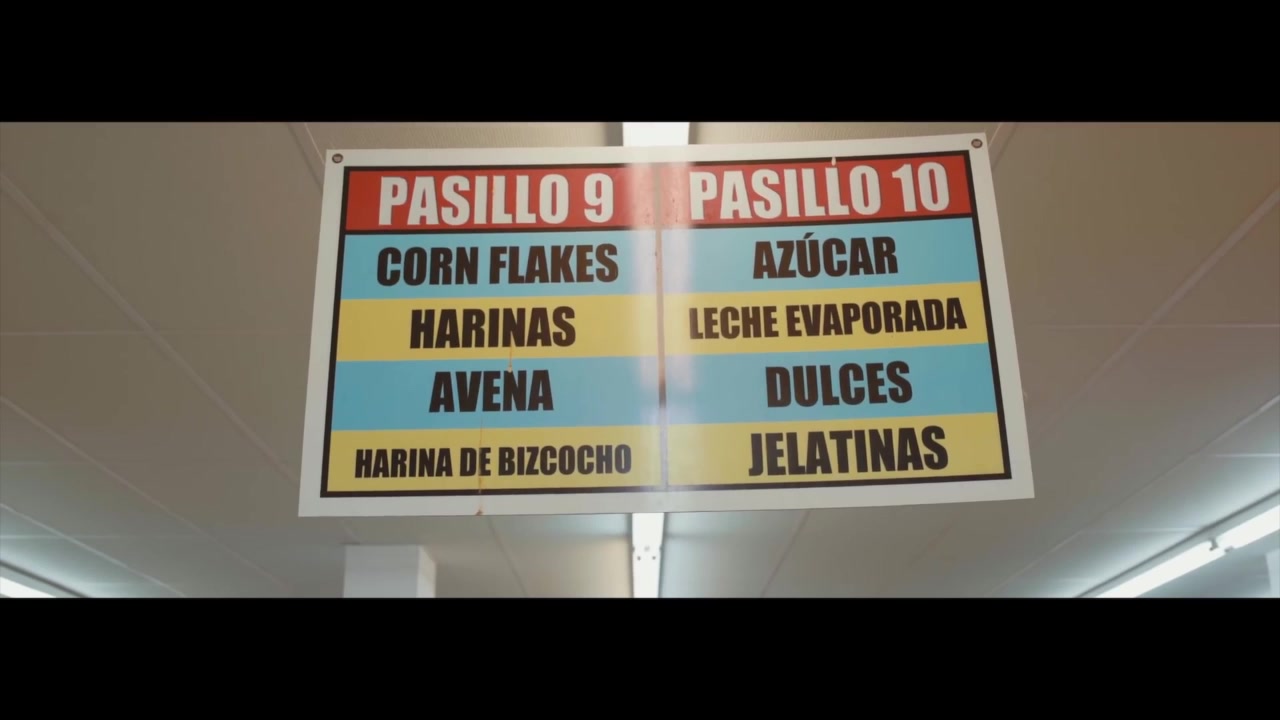 PASILLO 9
CORN FLAKES
HARINAS
AVENA
HARINA DE BIZCOCHO
PASILLO 10
AZÚCAR
LECHE EVAPORADA
DULCES
JELATINAS